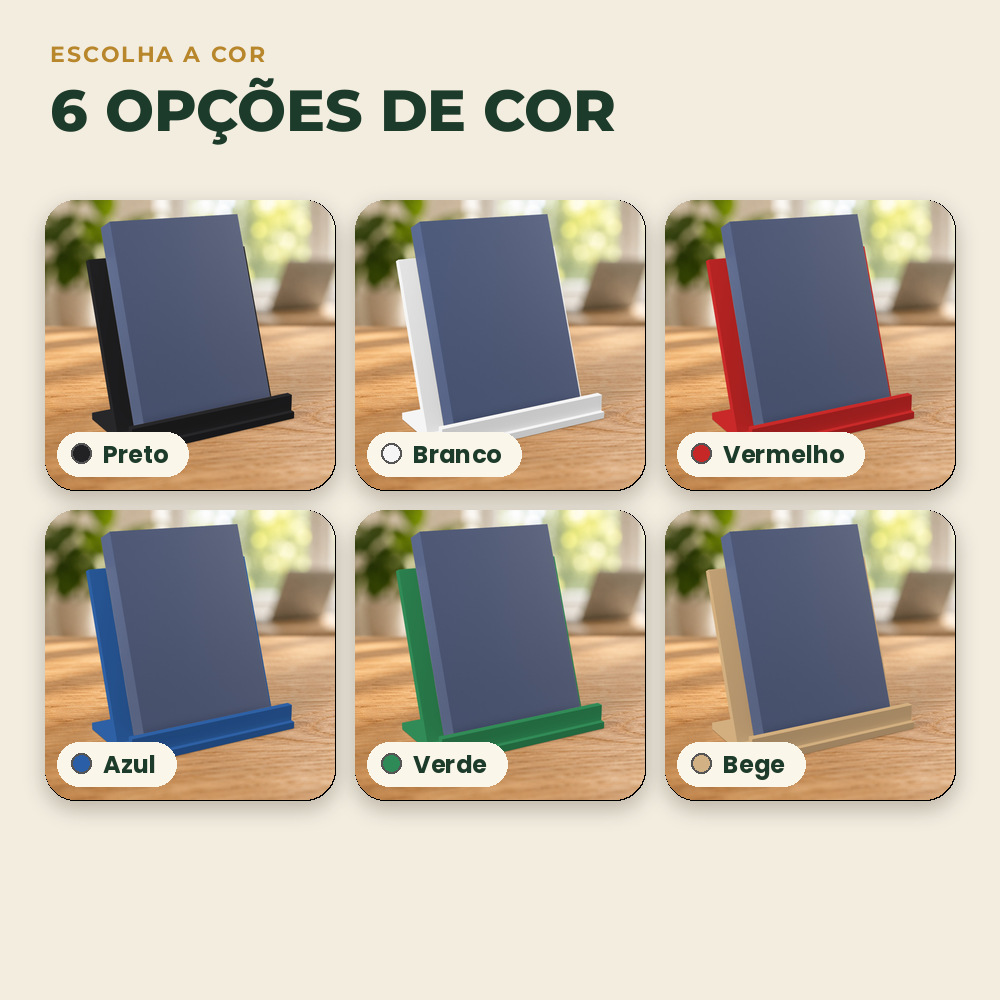 ESCOLHA A COR
6 OPÇÕES DE COR
Preto
Branco
Vermelho
Azul
Verde
Bege